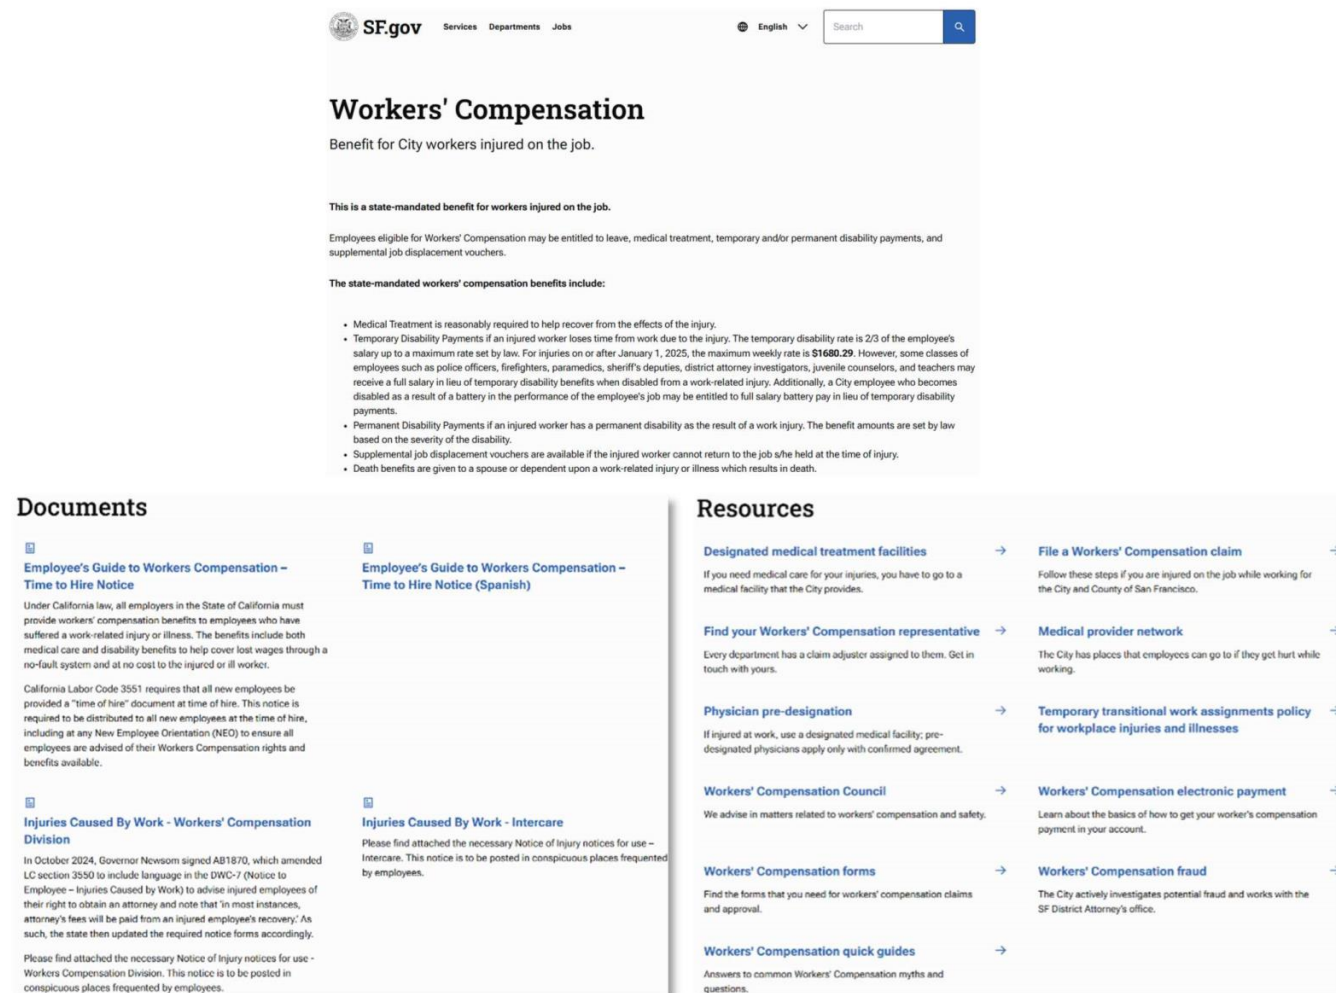 SF.gov
Services Departments Jobs
English
Search
Workers' Compensation
Benefit for City workers injured on the job.
This is a state-mandated benefit for workers injured on the job.
Employees eligible for Workers' Compensation may be entitled to leave, medical treatment, temporary and/or permanent disability payments, and
supplemental job displacement vouchers.
The state-mandated workers' compensation benefits include:
• Medical Treatment is reasonably required to help recover from the effects of the injury.
• Temporary Disability Payments if an injured worker loses time from work due to the injury. The temporary disability rate is 2/3 of the employee's
salary up to a maximum rate set by law. For injuries on or after January 1, 2025, the maximum weekly rate is $1680.29. However, some classes of
employees such as police officers, firefighters, paramedics, sheriff's deputies, district attorney investigators, juvenile counselors, and teachers may
receive a full salary in lieu of temporary disability benefits when disabled from a work-related injury. Additionally, a City employee who becomes
disabled as a result of a battery in the performance of the employee's job may be entitled to full salary battery pay in lieu of temporary disability
payments.
• Permanent Disability Payments if an injured worker has a permanent disability as the result of a work injury. The benefit amounts are set by law
based on the severity of the disability.
• Supplemental job displacement vouchers are available if the injured worker cannot return to the job s/he held at the time of injury.
• Death benefits are given to a spouse or dependent upon a work-related injury or illness which results in death.
Documents
Employee's Guide to Workers Compensation –
Time to Hire Notice
Under California law, all employers in the State of California must
provide workers' compensation benefits to employees who have
suffered a work-related injury or illness. The benefits include both
medical care and disability benefits to help cover lost wages through a
no-fault system and at no cost to the injured or ill worker.
California Labor Code 3551 requires that all new employees be
provided a "time of hire" document at time of hire. This notice is
required to be distributed to all new employees at the time of hire,
including at any New Employee Orientation (NEO) to ensure all
employees are advised of their Workers Compensation rights and
benefits available.
Employee's Guide to Workers Compensation –
Time to Hire Notice (Spanish)
Injuries Caused By Work - Workers' Compensation
Division
In October 2024, Governor Newsom signed AB1870, which amended
LC section 3550 to include language in the DWC-7 (Notice to
Employee – Injuries Caused by Work) to advise injured employees of
their right to obtain an attorney and note that 'in most instances,
attorney's fees will be paid from an injured employee's recovery.' As
such, the state then updated the required notice forms accordingly.
Please find attached the necessary Notice of Injury notices for use -
Workers Compensation Division. This notice is to be posted in
conspicuous places frequented by employees.
Injuries Caused By Work - Intercare
Please find attached the necessary Notice of Injury notices for use –
Intercare. This notice is to be posted in conspicuous places frequented
by employees.
Resources
Designated medical treatment facilities
If you need medical care for your injuries, you have to go to a
medical facility that the City provides.
File a Workers' Compensation claim
Follow these steps if you are injured on the job while working for
the City and County of San Francisco.
Find your Workers' Compensation representative
Every department has a claim adjuster assigned to them. Get in
touch with yours.
Medical provider network
The City has places that employees can go to if they get hurt while
working.
Physician pre-designation
If injured at work, use a designated medical facility; pre-
designated physicians apply only with confirmed agreement.
Temporary transitional work assignments policy
for workplace injuries and illnesses
Workers' Compensation Council
We advise in matters related to workers' compensation and safety.
Workers' Compensation electronic payment
Learn about the basics of how to get your worker's compensation
payment in your account.
Workers' Compensation forms
Find the forms that you need for workers' compensation claims
and approval.
Workers' Compensation fraud
The City actively investigates potential fraud and works with the
SF District Attorney's office.
Workers' Compensation quick guides
Answers to common Workers' Compensation myths and
questions.